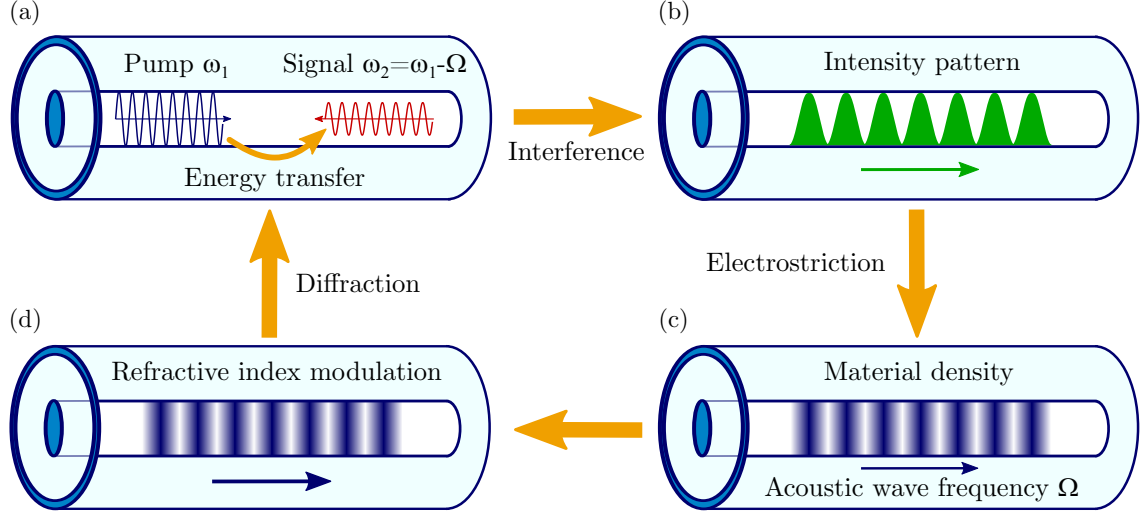 (a)
Pump ω₁
Signal ω₂=ω₁-Ω
Energy transfer
Interference
(b)
Intensity pattern
Electrostriction
Diffraction
(d)
Refractive index modulation
(c)
Material density
Acoustic wave frequency Ω